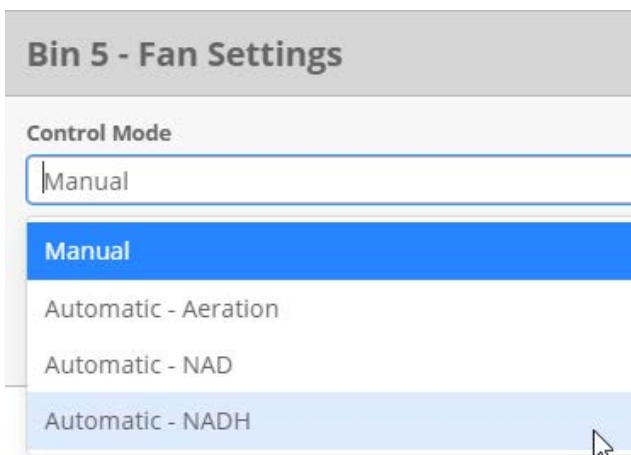 Bin 5 - Fan Settings
Control Mode
Manual
Manual
Automatic - Aeration
Automatic - NAD
Automatic - NADH